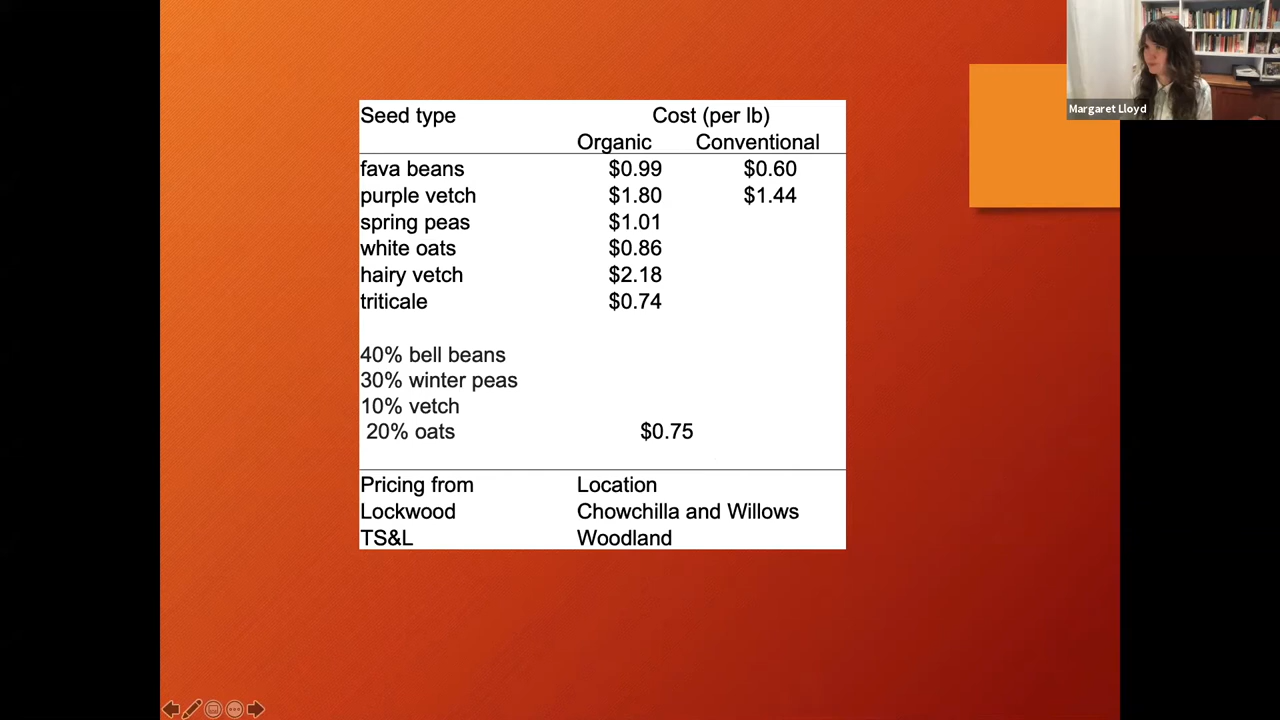 Margaret Lloyd
Seed type Cost (per lb)
Organic Conventional
fava beans $0.99 $0.60
purple vetch $1.80 $1.44
spring peas $1.01
white oats $0.86
hairy vetch $2.18
triticale $0.74
40% bell beans
30% winter peas
10% vetch
20% oats $0.75
Pricing from Location
Lockwood Chowchilla and Willows
TS&L Woodland